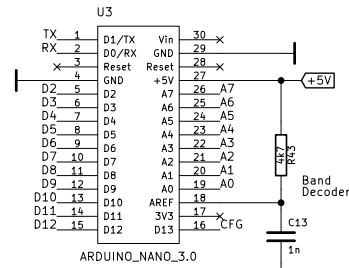 U3
TX 1 D1/TX Vin 30
RX 2 D0/RX GND 29
3 Reset Reset 28
4 GND +5V 27 +5V
D2 5 D2 A7 26 A7
D3 6 D3 A6 25 A6
D4 7 D4 A5 24 A5
D5 8 D5 A4 23 A4
D6 9 D6 A3 22 A3
D7 10 D7 A2 21 A2
D8 11 D8 A1 20 A1
D9 12 D9 A0 19 A0
D10 13 D10 AREF 18
D11 14 D11 3V3 17
D12 15 D12 D13 16 CFG
ARDUINO_NANO_3.0
4k7
R43
Band
Decoder
C13
1n